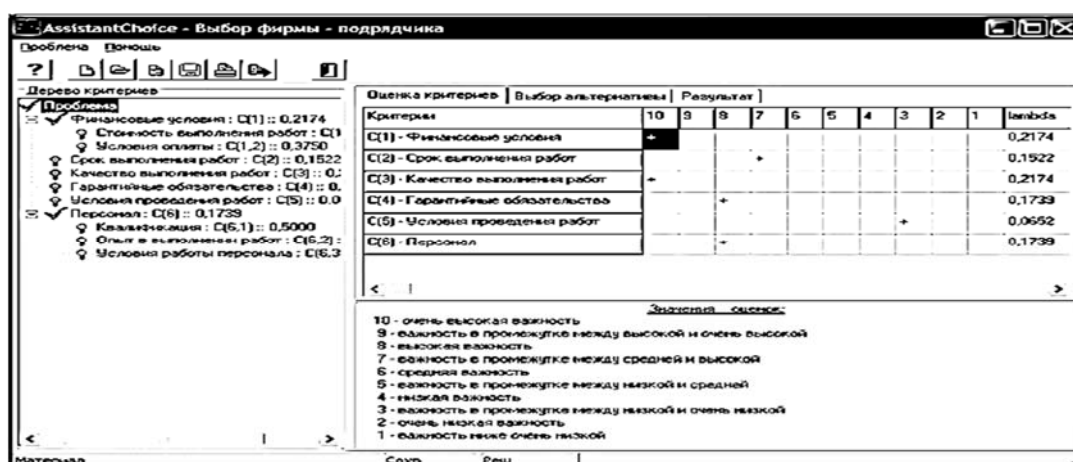 AssistantChoice - Выбор фирмы - подрядчика
Проблема Помощь
?
Дерево критериев
Проблема
Финансовые условия : C(1) :: 0,2174
Стоимость выполнения работ : C(1
Условия оплаты : C(1,2) :: 0,3750
Срок выполнения работ : C(2) :: 0,1522
Качество выполнения работ : C(3) :: 0,
Гарантийные обязательства : C(4) :: 0,
Условия проведения работ : C(5) :: 0,0
Персонал : C(6) :: 0,1739
Квалификация : C(6,1) :: 0,5000
Опыт в выполнении работ : C(6,2) :
Условия работы персонала : C(6,3
Оценка критериев Выбор альтернативы Результат
Критерии 10 9 8 7 6 5 4 3 2 1 lambda
C(1) - Финансовые условия + 0,2174
C(2) - Срок выполнения работ + 0,1522
C(3) - Качество выполнения работ + 0,2174
C(4) - Гарантийные обязательства + 0,1739
C(5) - Условия проведения работ + 0,0652
C(6) - Персонал + 0,1739
Значения оценок:
10 - очень высокая важность
9 - важность в промежутке между высокой и очень высокой
8 - высокая важность
7 - важность в промежутке между средней и высокой
6 - средняя важность
5 - важность в промежутке между низкой и средней
4 - низкая важность
3 - важность в промежутке между низкой и очень низкой
2 - очень низкая важность
1 - важность ниже очень низкой